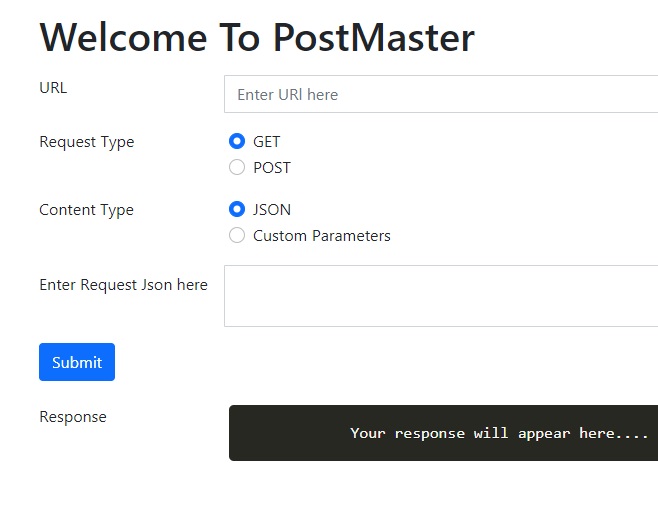 Welcome To PostMaster
URL
Enter URl here
Request Type
GET
POST
Content Type
JSON
Custom Parameters
Enter Request Json here
Submit
Response
Your response will appear here....